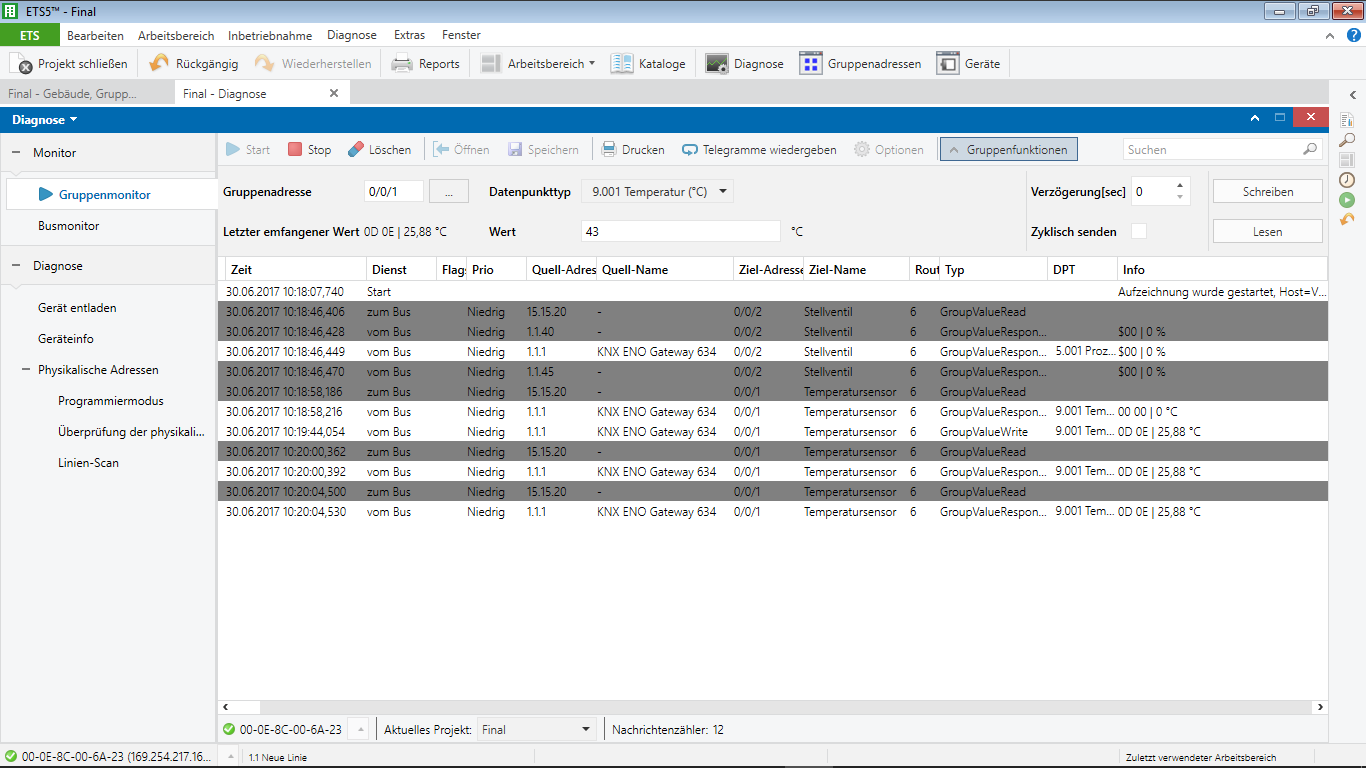 ETS5™ - Final
ETS Bearbeiten Arbeitsbereich Inbetriebnahme Diagnose Extras Fenster
Projekt schließen Rückgängig Wiederherstellen Reports Arbeitsbereich Kataloge Diagnose Gruppenadressen Geräte
Final - Gebäude, Grupp... Final - Diagnose
Diagnose
Monitor
Gruppenmonitor
Busmonitor
Diagnose
Gerät entladen
Geräteinfo
Physikalische Adressen
Programmiermodus
Überprüfung der physikali...
Linien-Scan
Start Stop Löschen Öffnen Speichern Drucken Telegramme wiedergeben Optionen Gruppenfunktionen Suchen
Gruppenadresse 0/0/1 ... Datenpunkttyp 9.001 Temperatur (°C) Verzögerung[sec] 0 Schreiben
Letzter emfangener Wert 0D 0E | 25,88 °C Wert 43 °C Zyklisch senden Lesen
Zeit Dienst Flags Prio Quell-Adres Quell-Name Ziel-Adresse Ziel-Name Rout Typ DPT Info
30.06.2017 10:18:07,740 Start Aufzeichnung wurde gestartet, Host=V...
30.06.2017 10:18:46,406 zum Bus Niedrig 15.15.20 - 0/0/2 Stellventil 6 GroupValueRead
30.06.2017 10:18:46,428 vom Bus Niedrig 1.1.40 - 0/0/2 Stellventil 6 GroupValueRespon... $00 | 0 %
30.06.2017 10:18:46,449 vom Bus Niedrig 1.1.1 KNX ENO Gateway 634 0/0/2 Stellventil 6 GroupValueRespon... 5.001 Proz... $00 | 0 %
30.06.2017 10:18:46,470 vom Bus Niedrig 1.1.45 - 0/0/2 Stellventil 6 GroupValueRespon... $00 | 0 %
30.06.2017 10:18:58,186 zum Bus Niedrig 15.15.20 - 0/0/1 Temperatursensor 6 GroupValueRead
30.06.2017 10:18:58,216 vom Bus Niedrig 1.1.1 KNX ENO Gateway 634 0/0/1 Temperatursensor 6 GroupValueRespon... 9.001 Tem... 00 00 | 0 °C
30.06.2017 10:19:44,054 vom Bus Niedrig 1.1.1 KNX ENO Gateway 634 0/0/1 Temperatursensor 6 GroupValueWrite 9.001 Tem... 0D 0E | 25,88 °C
30.06.2017 10:20:00,362 zum Bus Niedrig 15.15.20 - 0/0/1 Temperatursensor 6 GroupValueRead
30.06.2017 10:20:00,392 vom Bus Niedrig 1.1.1 KNX ENO Gateway 634 0/0/1 Temperatursensor 6 GroupValueRespon... 9.001 Tem... 0D 0E | 25,88 °C
30.06.2017 10:20:04,500 zum Bus Niedrig 15.15.20 - 0/0/1 Temperatursensor 6 GroupValueRead
30.06.2017 10:20:04,530 vom Bus Niedrig 1.1.1 KNX ENO Gateway 634 0/0/1 Temperatursensor 6 GroupValueRespon... 9.001 Tem... 0D 0E | 25,88 °C
00-0E-8C-00-6A-23 Aktuelles Projekt: Final Nachrichtenzähler: 12
00-0E-8C-00-6A-23 (169.254.217.16... 1.1 Neue Linie Zuletzt verwendeter Arbeitsbereich